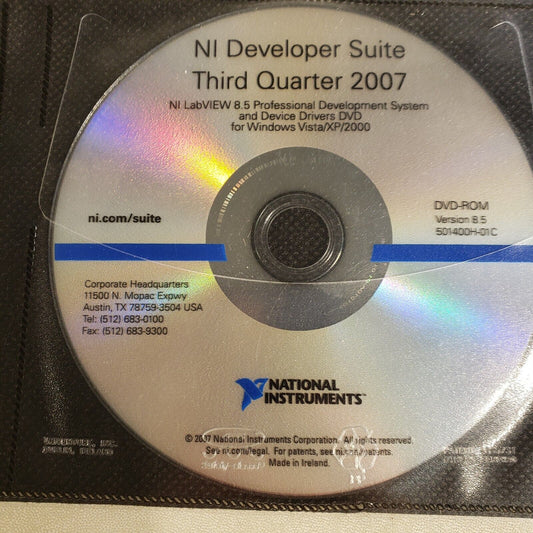 NI Developer Suite
Third Quarter 2007
NI LabVIEW 8.5 Professional Development System
and Device Drivers DVD
for Windows Vista/XP/2000
ni.com/suite
DVD-ROM
Version 8.5
501400H-01C
Corporate Headquarters
11500 N. Mopac Expwy
Austin, TX 78759-3504 USA
Tel: (512) 683-0100
Fax: (512) 683-9300
NATIONAL
INSTRUMENTS™
© 2007 National Instruments Corporation. All rights reserved.
See ni.com/legal. For patents, see ni.com/patents.
Made in Ireland.